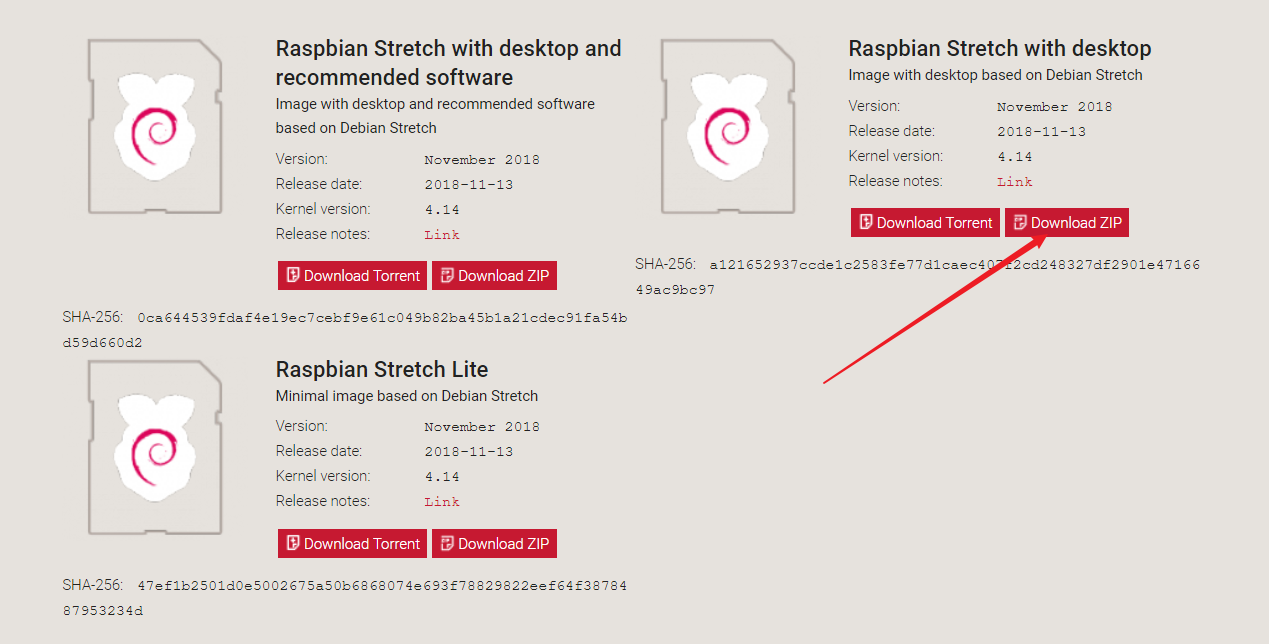 Raspbian Stretch with desktop and
recommended software
Image with desktop and recommended software
based on Debian Stretch
Version: November 2018
Release date: 2018-11-13
Kernel version: 4.14
Release notes: Link
Download Torrent Download ZIP
SHA-256: 0ca644539fdaf4e19ec7cebf9e61c049b82ba45b1a21cdec91fa54b
d59d660d2
Raspbian Stretch with desktop
Image with desktop based on Debian Stretch
Version: November 2018
Release date: 2018-11-13
Kernel version: 4.14
Release notes: Link
Download Torrent Download ZIP
SHA-256:
49ac9bc97
Raspbian Stretch Lite
Minimal image based on Debian Stretch
Version: November 2018
Release date: 2018-11-13
Kernel version: 4.14
Release notes: Link
Download Torrent Download ZIP
SHA-256: 47ef1b2501d0e5002675a50b6868074e693f78829822eef64f38784
87953234d